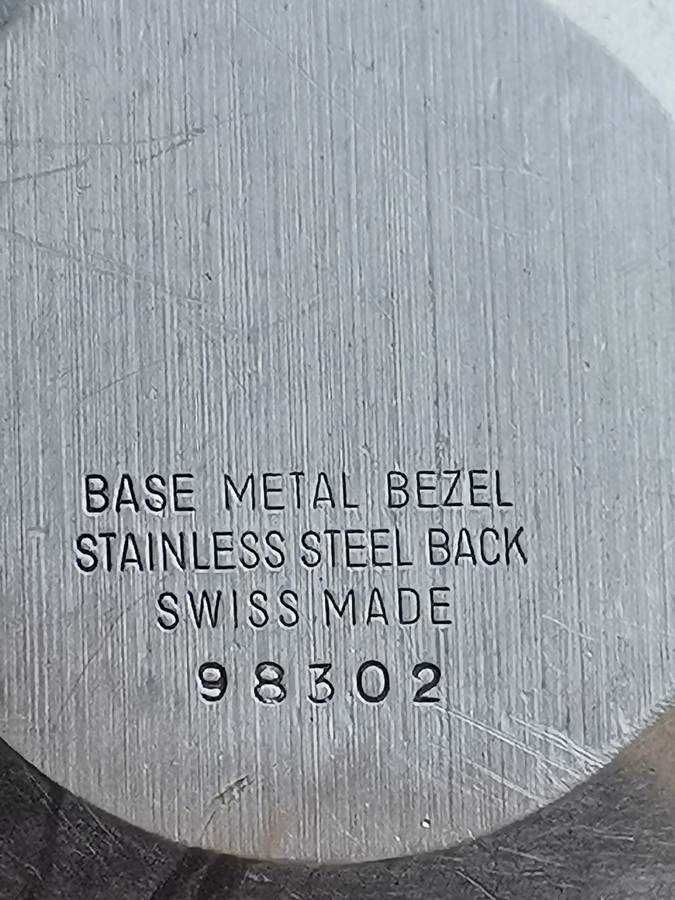 BASE METAL BEZEL
STAINLESS STEEL BACK
SWISS MADE
98302